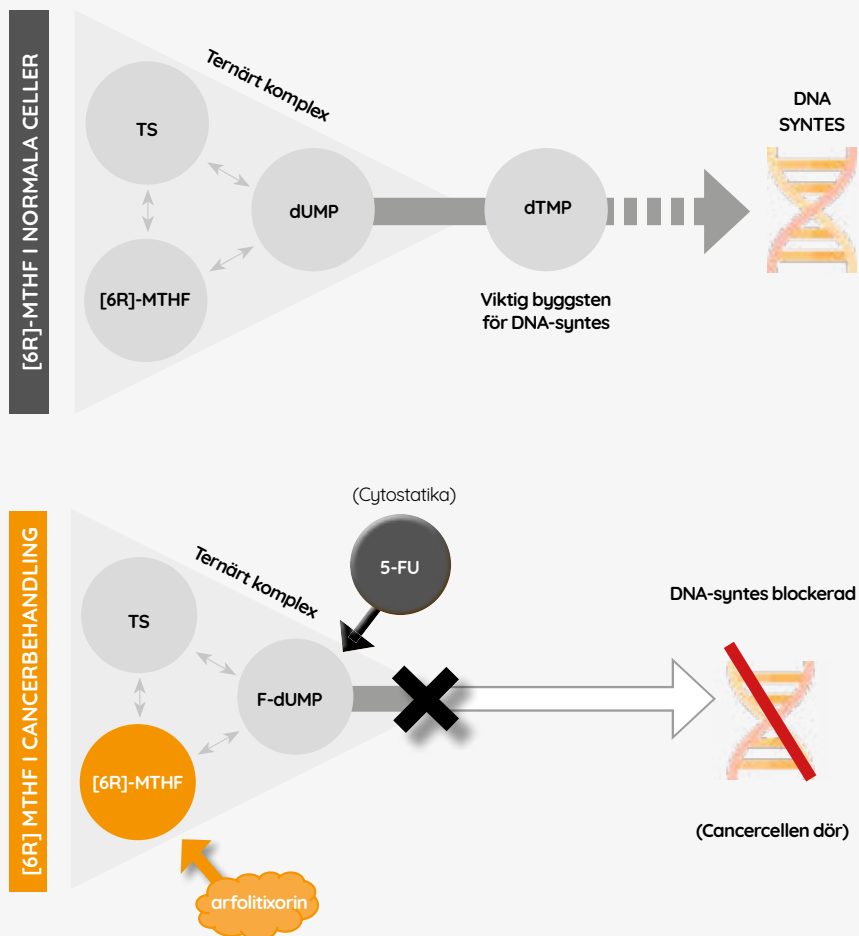 [6R]-MTHF I NORMALA CELLER
Ternärt komplex
TS
dUMP
[6R]-MTHF
dTMP
Viktig byggsten
för DNA-syntes
DNA
SYNTES
[6R] MTHF I CANCERBEHANDLING
(Cytostatika)
5-FU
Ternärt komplex
TS
F-dUMP
[6R]-MTHF
arfolitixorin
DNA-syntes blockerad
(Cancercellen dör)